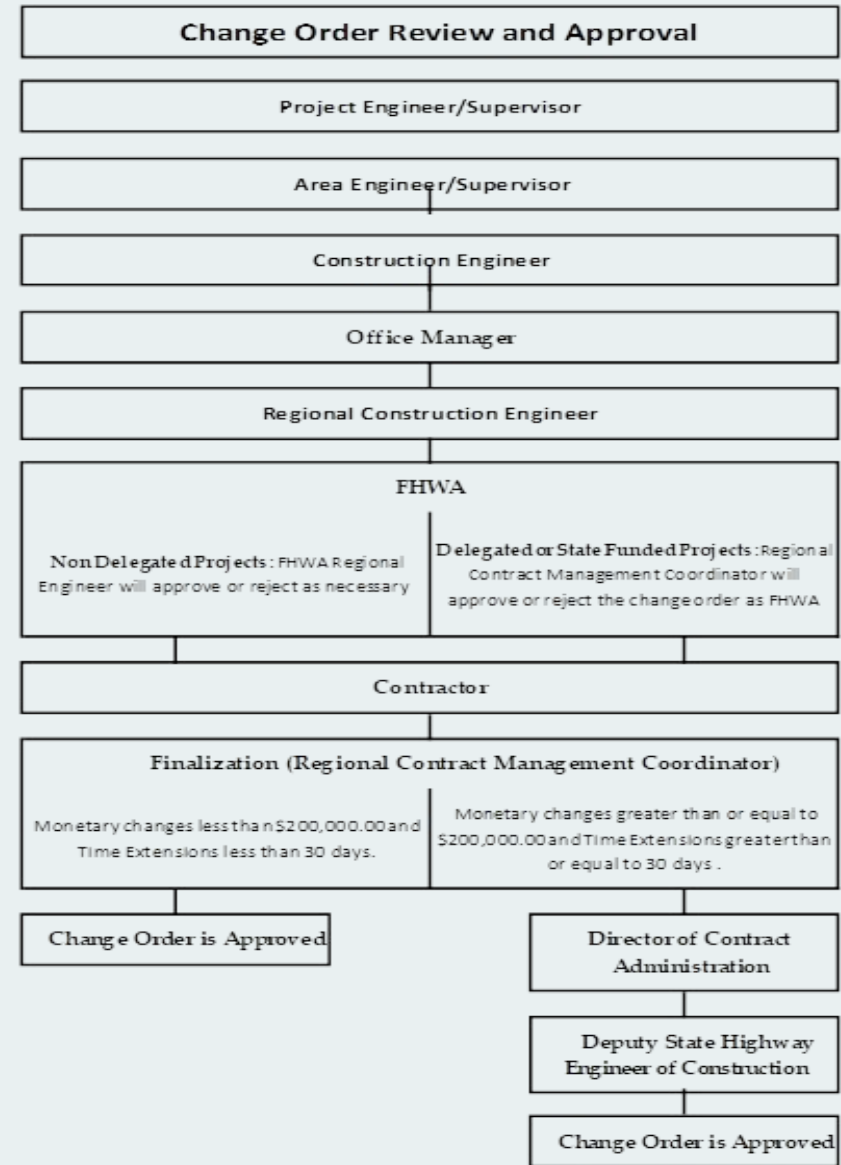 Change Order Review and Approval
Project Engineer/Supervisor
Area Engineer/Supervisor
Construction Engineer
Office Manager
Regional Construction Engineer
FHWA
Non Delegated Projects: FHWA Regional
Engineer will approve or reject as necessary
Delegated or State Funded Projects: Regional
Contract Management Coordinator will
approve or reject the change order as FHWA
Contractor
Finalization (Regional Contract Management Coordinator)
Monetary changes less than $200,000.00 and
Time Extensions less than 30 days.
Monetary changes greater than or equal to
$200,000.00 and Time Extensions greater than
or equal to 30 days .
Change Order is Approved
Director of Contract
Administration
Deputy State Highway
Engineer of Construction
Change Order is Approved